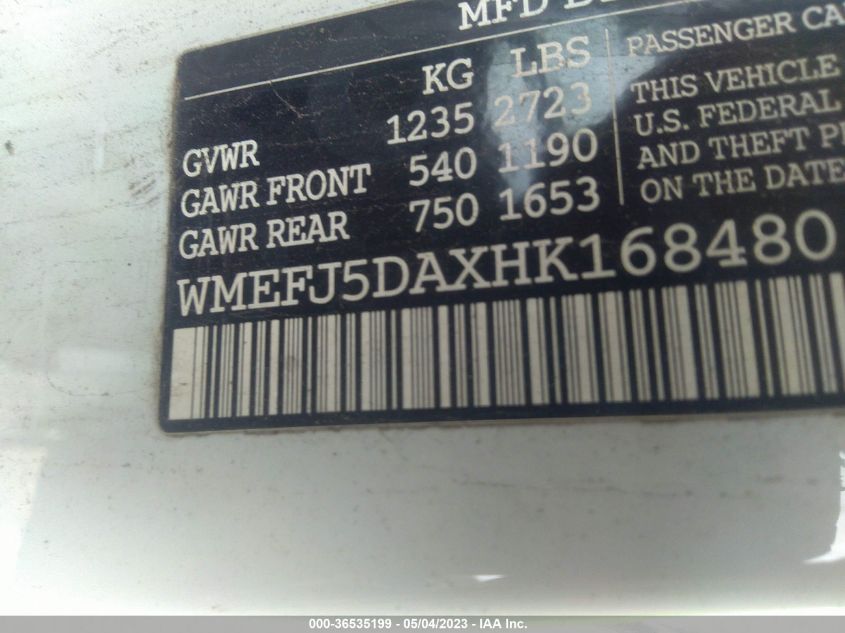 MFD
KG LBS
GVWR 1235 2723
GAWR FRONT 540 1190
GAWR REAR 750 1653
PASSENGER CA
THIS VEHICLE
U.S. FEDERAL
AND THEFT
ON THE DATE
WMEFJ5DAXHK168480
000-36535199 - 05/04/2023 - IAA Inc.